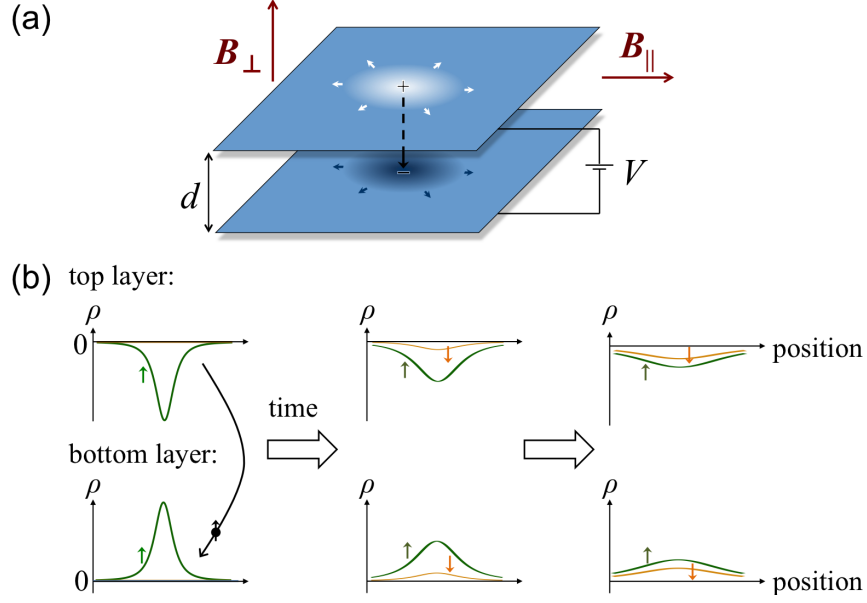 (a)
B⊥
B∥
+
−
d
V
(b)
top layer:
ρ
ρ
ρ
0
position
time
bottom layer:
ρ
ρ
ρ
0
position